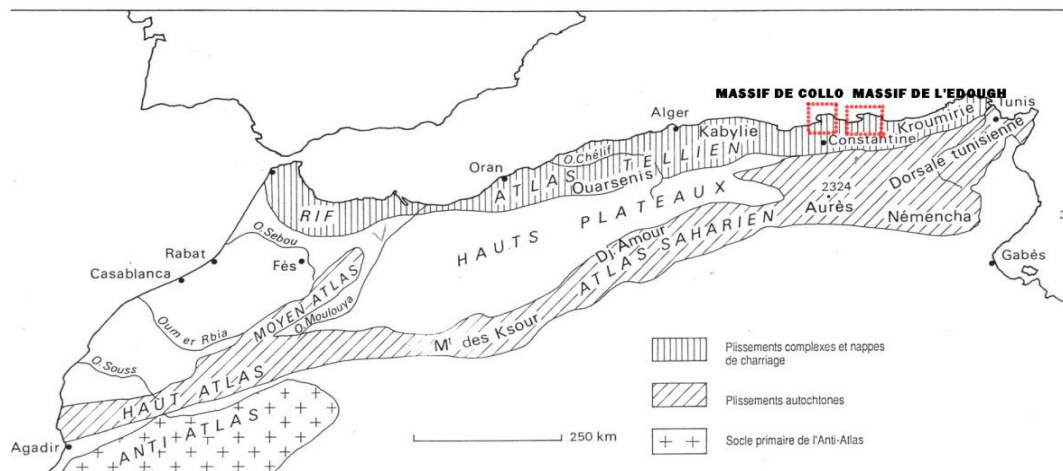 MASSIF DE COLLO MASSIF DE L'EDOUGH
Tunis
Alger
Kabylie
Kroumirie
Constantine
Dorsale tunisienne
Oran
O.Chélif
ATLAS TELLIEN
Ouarsenis
2324
Aurès
Némencha
RIF
HAUTS PLATEAUX
Dj.Amour
ATLAS SAHARIEN
O.Sebou
Rabat
Fès
Casablanca
Gabès
MOYEN-ATLAS
O.Moulouya
Oum er Rbia
Mt des Ksour
O.Souss
HAUT ATLAS
ANTI-ATLAS
Agadir
250 km
Plissements complexes et nappes
de charriage
Plissements autochtones
Socle primaire de l'Anti-Atlas